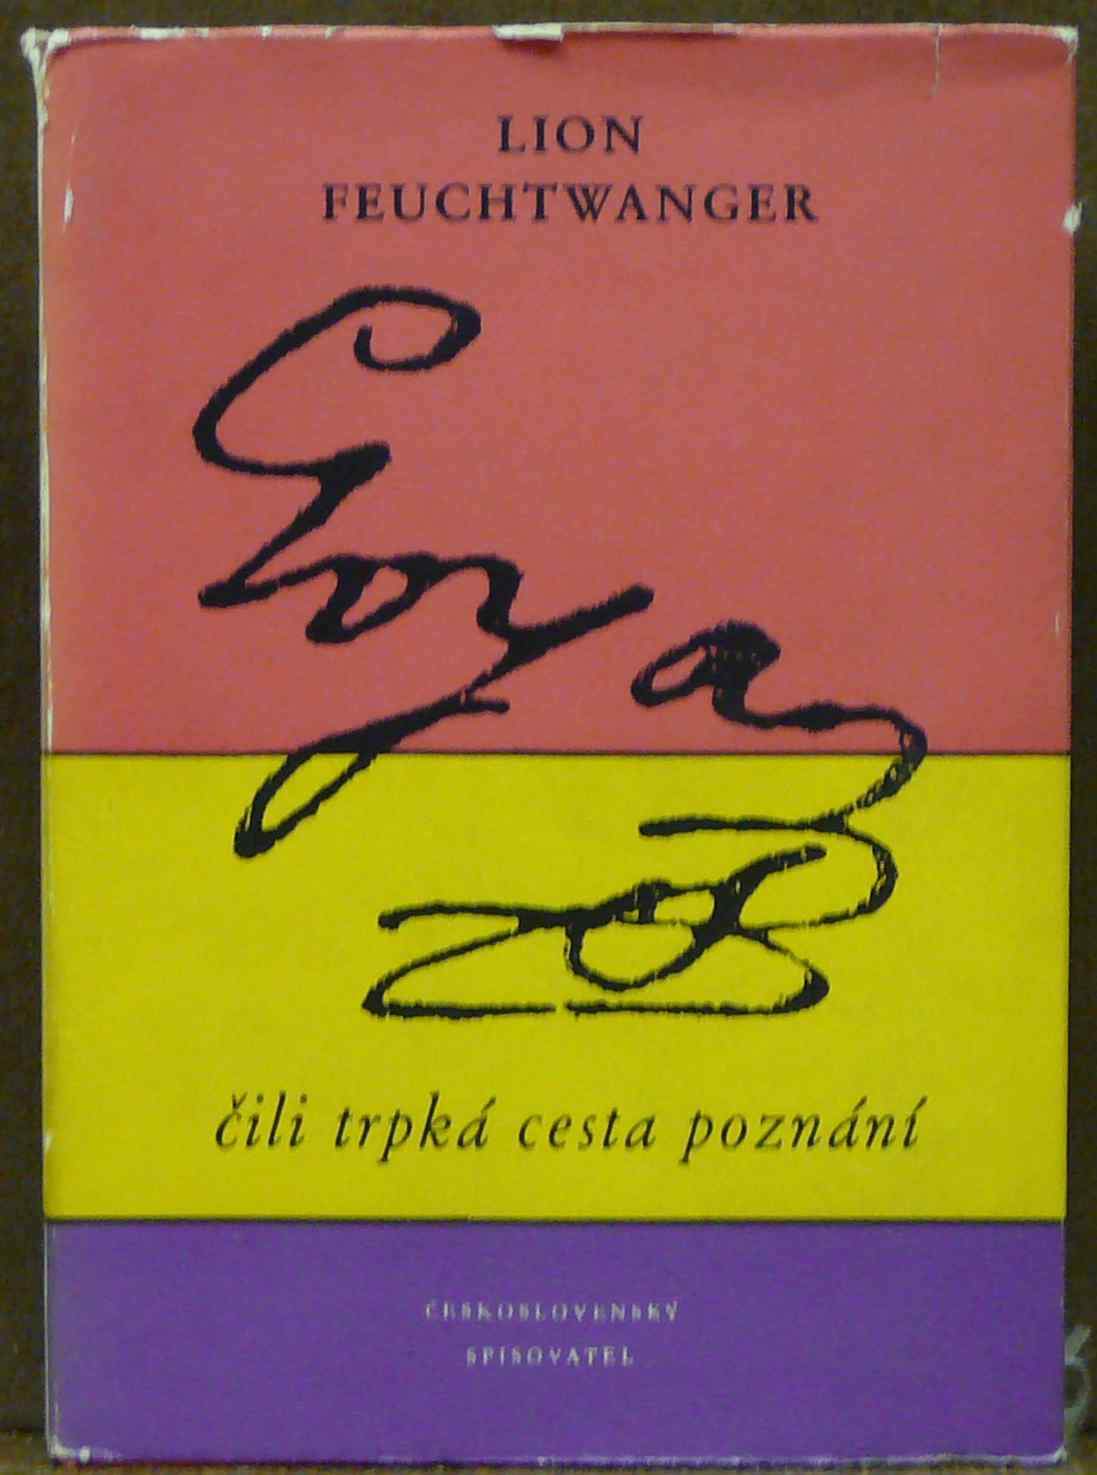 LION
FEUCHTWANGER
Goya
čili trpká cesta poznání
ČESKOSLOVENSKÝ
SPISOVATEL